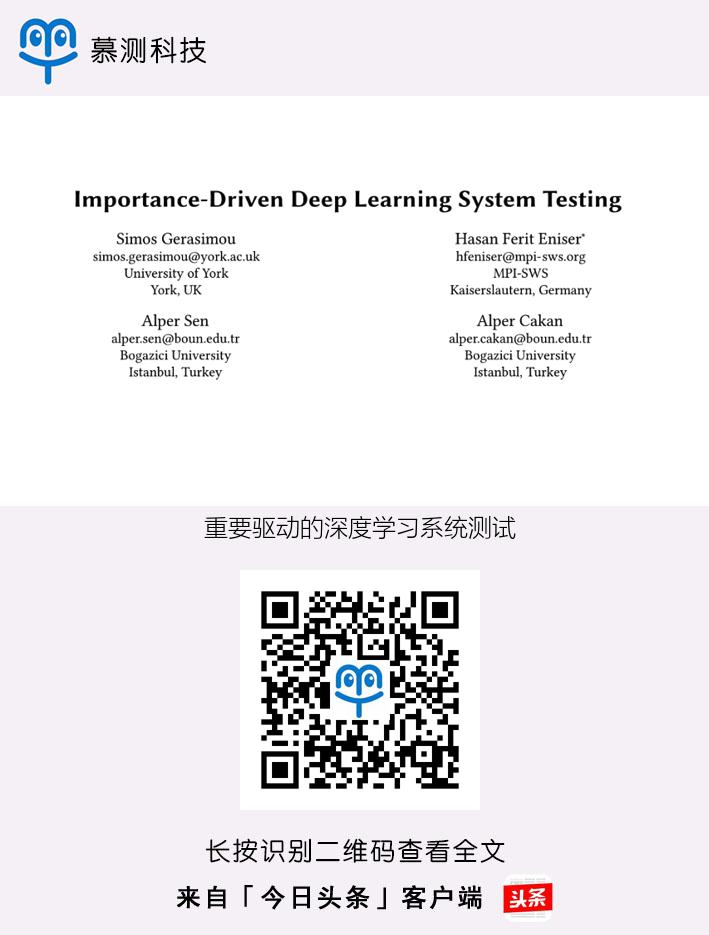 慕测科技
Importance-Driven Deep Learning System Testing
Simos Gerasimou
simos.gerasimou@york.ac.uk
University of York
York, UK
Hasan Ferit Eniser*
hfeniser@mpi-sws.org
MPI-SWS
Kaiserslautern, Germany
Alper Sen
alper.sen@boun.edu.tr
Bogazici University
Istanbul, Turkey
Alper Cakan
alper.cakan@boun.edu.tr
Bogazici University
Istanbul, Turkey
重要驱动的深度学习系统测试
长按识别二维码查看全文
来自「今日头条」客户端
头条